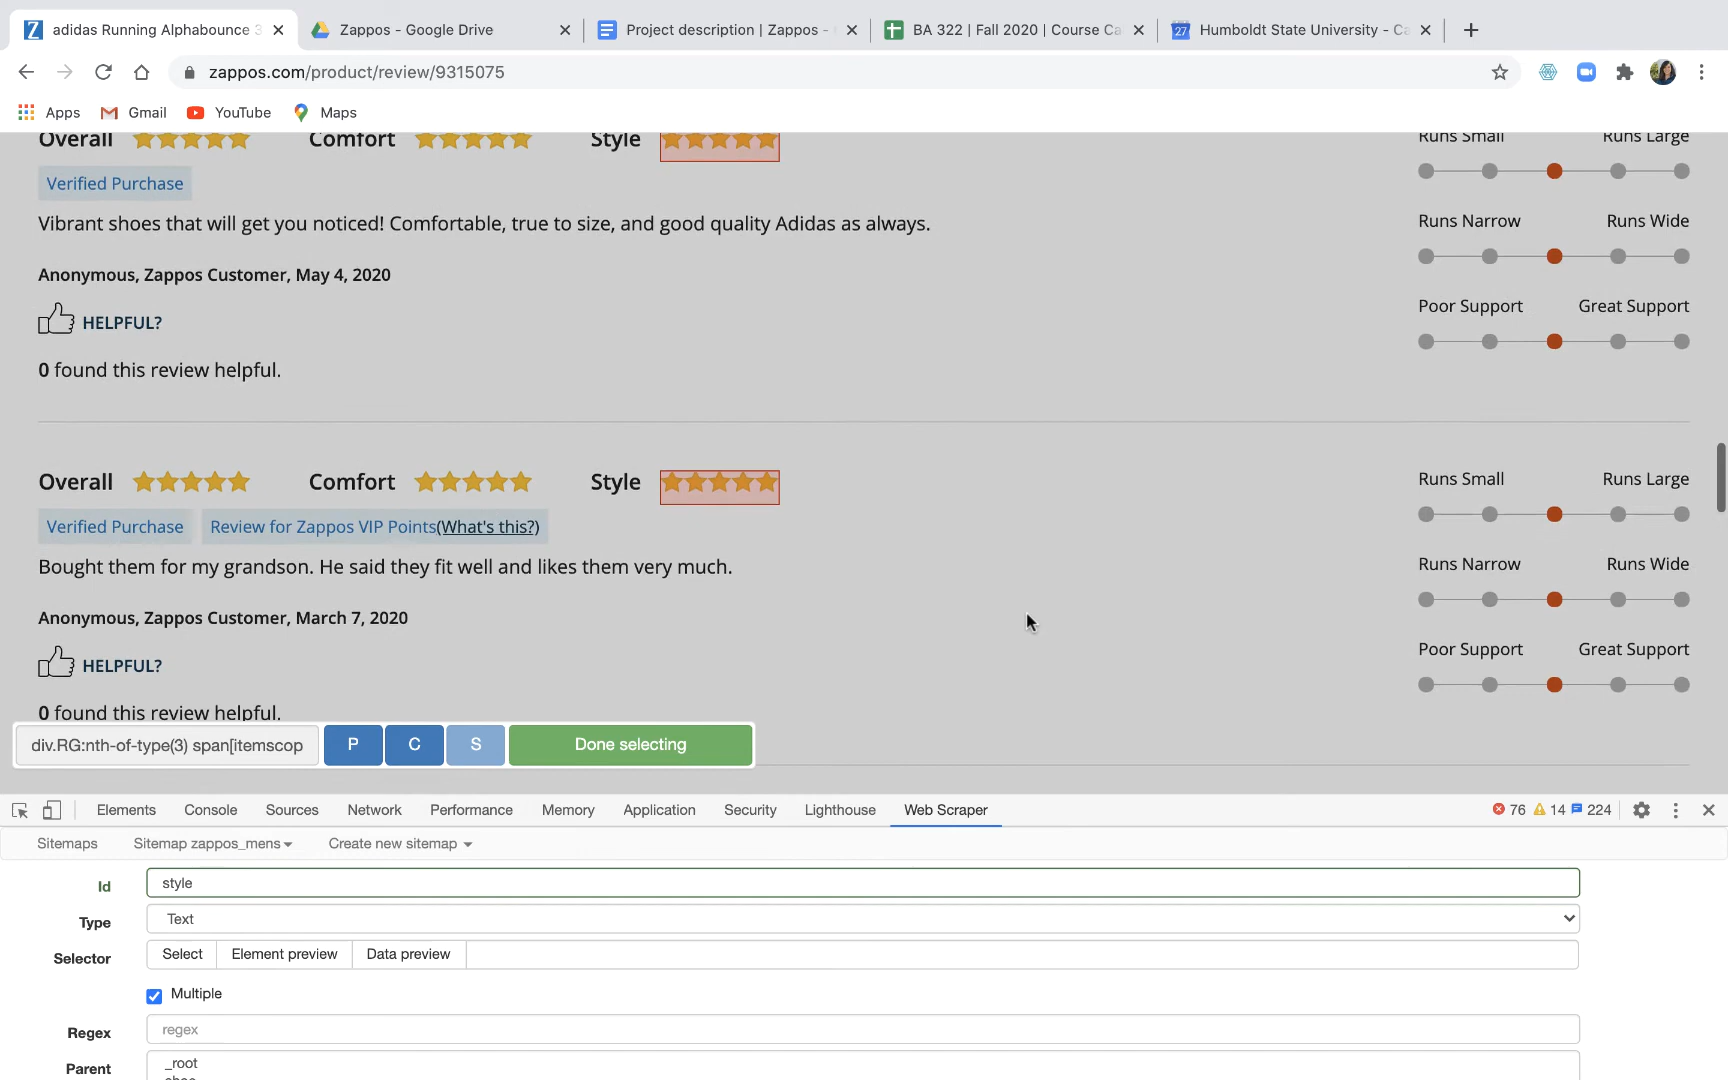 adidas Running Alphabounce 3
Zappos - Google Drive
Project description | Zappos -
BA 322 | Fall 2020 | Course Ca
Humboldt State University - Ca
zappos.com/product/review/9315075
Apps
Gmail
YouTube
Maps
Overall
Comfort
Style
Runs Small
Runs Large
Verified Purchase
Vibrant shoes that will get you noticed! Comfortable, true to size, and good quality Adidas as always.
Runs Narrow
Runs Wide
Anonymous, Zappos Customer, May 4, 2020
Poor Support
Great Support
HELPFUL?
0 found this review helpful.
Overall
Comfort
Style
Runs Small
Runs Large
Verified Purchase
Review for Zappos VIP Points(What's this?)
Bought them for my grandson. He said they fit well and likes them very much.
Runs Narrow
Runs Wide
Anonymous, Zappos Customer, March 7, 2020
Poor Support
Great Support
HELPFUL?
0 found this review helpful.
div.RG:nth-of-type(3) span[itemscop
P
C
S
Done selecting
Elements
Console
Sources
Network
Performance
Memory
Application
Security
Lighthouse
Web Scraper
76
14
224
Sitemaps
Sitemap zappos_mens
Create new sitemap
Id
style
Type
Text
Selector
Select
Element preview
Data preview
Multiple
Regex
regex
Parent
_root